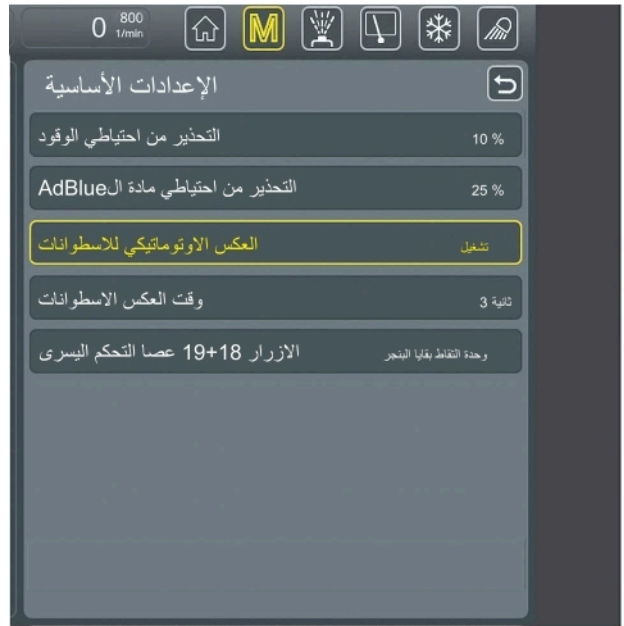 0 800 1/min
M
الإعدادات الأساسية
التحذير من احتياطي الوقود 10 %
التحذير من احتياطي مادة الAdBlue 25 %
العكس الاوتوماتيكي للاسطوانات تشغيل
وقت العكس الاسطوانات 3 ثانية
الازرار 18+19 عصا التحكم اليسرى وحدة التقاط بقايا البنجر